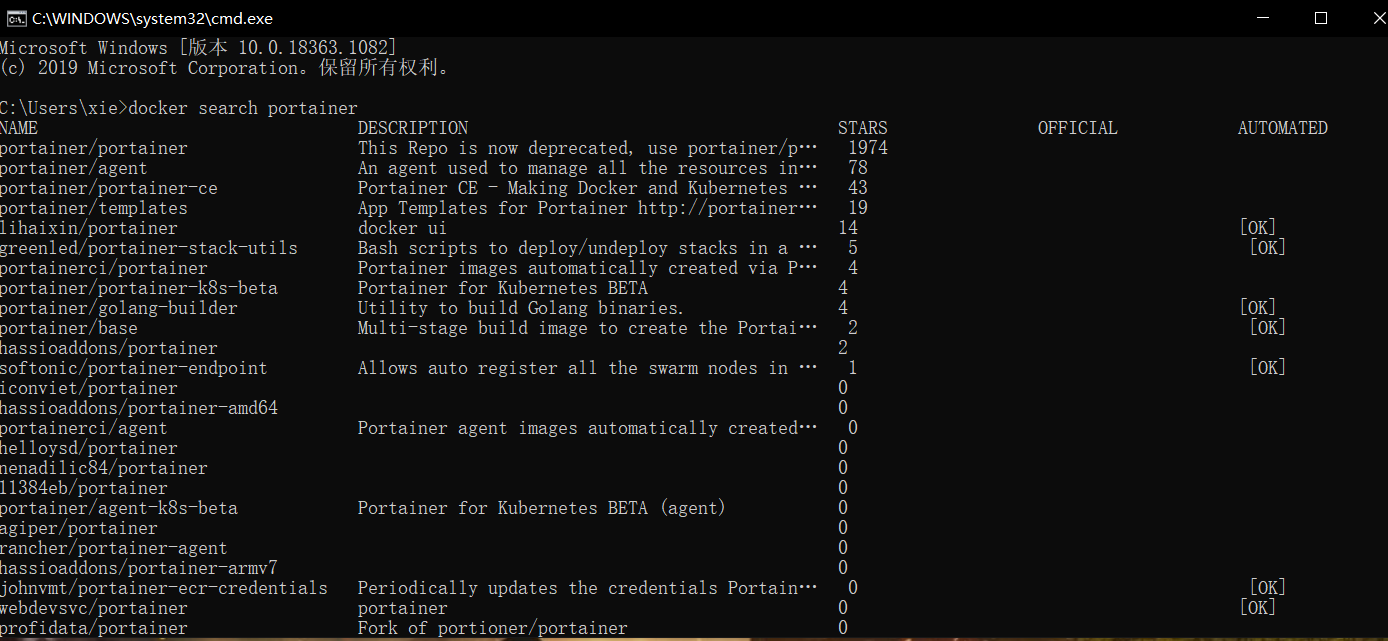 C:\WINDOWS\system32\cmd.exe
Microsoft Windows [版本 10.0.18363.1082]
(c) 2019 Microsoft Corporation。保留所有权利。
C:\Users\xie>docker search portainer
NAME DESCRIPTION STARS OFFICIAL AUTOMATED
portainer/portainer This Repo is now deprecated, use portainer/p… 1974
portainer/agent An agent used to manage all the resources in… 78
portainer/portainer-ce Portainer CE - Making Docker and Kubernetes … 43
portainer/templates App Templates for Portainer http://portainer… 19
lihaixin/portainer docker ui 14 [OK]
greenled/portainer-stack-utils Bash scripts to deploy/undeploy stacks in a … 5 [OK]
portainerci/portainer Portainer images automatically created via P… 4
portainer/portainer-k8s-beta Portainer for Kubernetes BETA 4
portainer/golang-builder Utility to build Golang binaries. 4 [OK]
portainer/base Multi-stage build image to create the Portai… 2 [OK]
hassioaddons/portainer 2
softonic/portainer-endpoint Allows auto register all the swarm nodes in … 1 [OK]
iconviet/portainer 0
hassioaddons/portainer-amd64 0
portainerci/agent Portainer agent images automatically created… 0
helloysd/portainer 0
nenadilic84/portainer 0
11384eb/portainer 0
portainer/agent-k8s-beta Portainer for Kubernetes BETA (agent) 0
agiper/portainer 0
rancher/portainer-agent 0
hassioaddons/portainer-armv7 0
johnvmt/portainer-ecr-credentials Periodically updates the credentials Portain… 0 [OK]
webdevsvc/portainer portainer 0 [OK]
profidata/portainer Fork of portioner/portainer 0